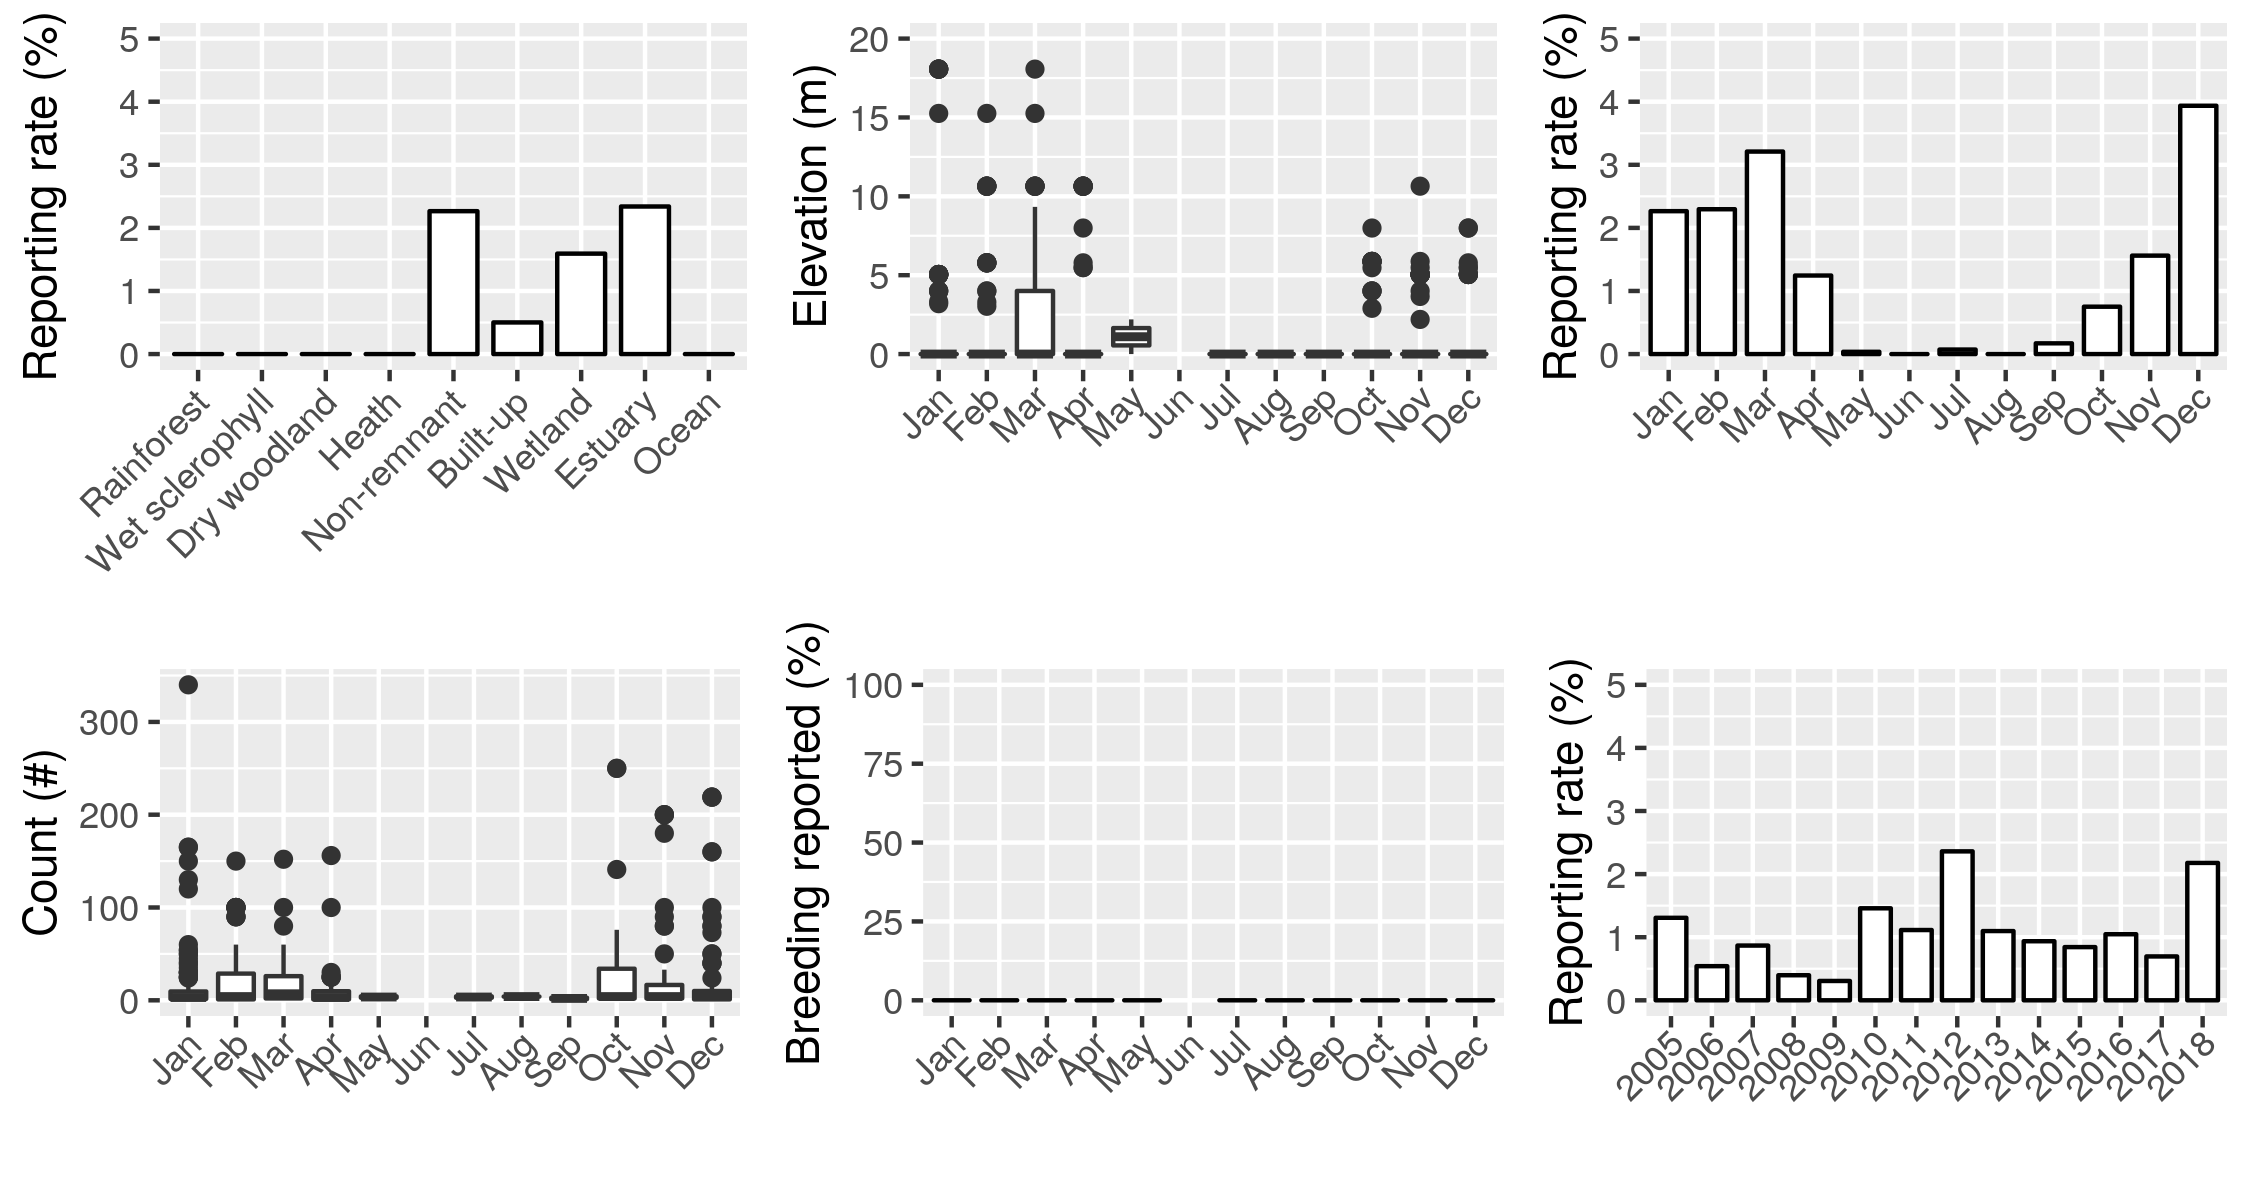 Reporting rate (%)
5
4
3
2
1
0
Rainforest
Wet sclerophyll
Dry woodland
Heath
Non-remnant
Built-up
Wetland
Estuary
Ocean
Elevation (m)
20
15
10
5
0
Jan
Feb
Mar
Apr
May
Jun
Jul
Aug
Sep
Oct
Nov
Dec
Reporting rate (%)
5
4
3
2
1
0
Jan
Feb
Mar
Apr
May
Jun
Jul
Aug
Sep
Oct
Nov
Dec
Count (#)
300
200
100
0
Jan
Feb
Mar
Apr
May
Jun
Jul
Aug
Sep
Oct
Nov
Dec
Breeding reported (%)
100
75
50
25
0
Jan
Feb
Mar
Apr
May
Jun
Jul
Aug
Sep
Oct
Nov
Dec
Reporting rate (%)
5
4
3
2
1
0
2005
2006
2007
2008
2009
2010
2011
2012
2013
2014
2015
2016
2017
2018